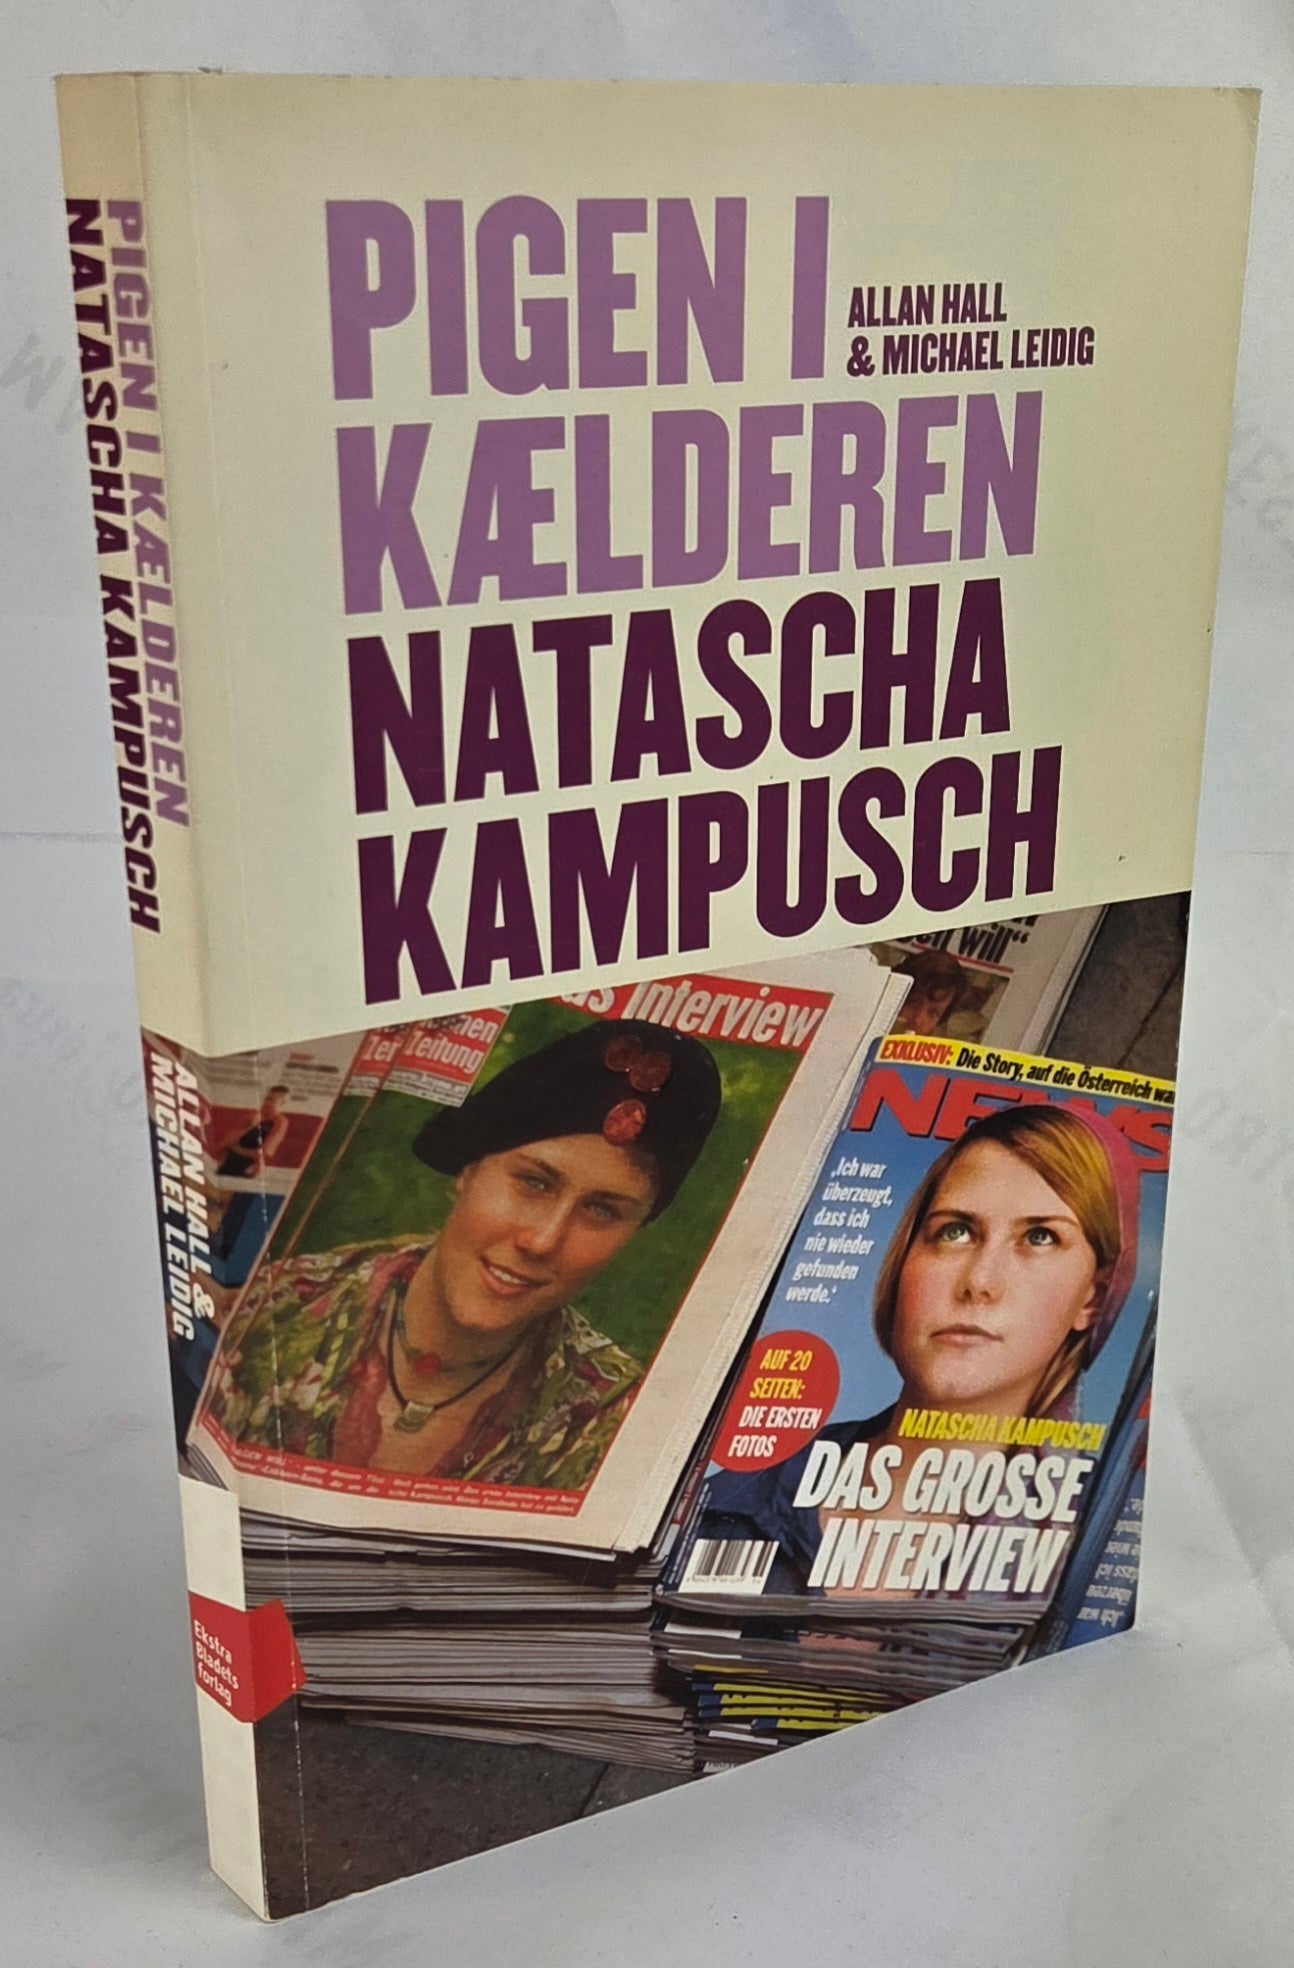 PIGEN I
ALLAN HALL
& MICHAEL LEIDIG
KÆLDEREN
NATASCHA
KAMPUSCH
PIGEN I KÆLDEREN
NATASCHA KAMPUSCH
ALLAN HALL &
MICHAEL LEIDIG
Ekstra
Bladets
forlag
will“
Interview
Zeitung
EXKLUSIV: Die Story, auf die Österreich
NEWS
„Ich war
überzeugt,
dass ich
nie wieder
gefunden
werde.“
AUF 20
SEITEN:
DIE ERSTEN
FOTOS
NATASCHA KAMPUSCH
DAS GROSSE
INTERVIEW